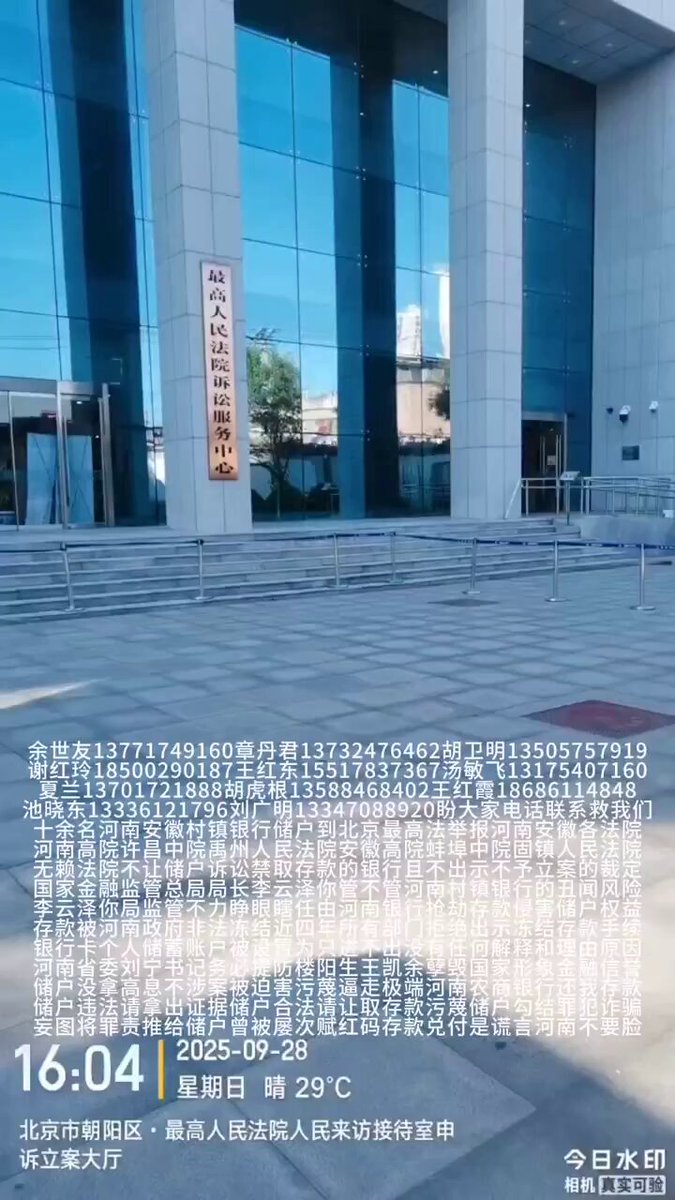 最高人民法院诉讼服务中心
余世友13771749160章丹君13732476462胡卫明13505757919
谢红玲18500290187王红东15517837367汤敏飞13175407160
夏兰13701721888胡虎根13588468402王红霞18686114848
池晓东13336121796刘广明13347088920盼大家电话联系救我们
十余名河南安徽村镇银行储户到北京最高法举报河南安徽各法院
河南高院许昌中院禹州人民法院安徽高院蚌埠中院固镇人民法院
无赖法院不让储户诉讼禁取存款的银行且不出示不予立案的裁定
国家金融监管总局局长李云泽你管不管河南村镇银行的丑闻风险
李云泽你局监管不力睁眼瞎任由河南银行抢劫存款侵害储户权益
存款被河南政府非法冻结近四年所有部门拒绝出示冻结存款手续
银行卡个人储蓄账户被设置为只进不出没有任何解释和理由原因
河南省委刘宁书记务必提防楼阳生王凯余孽毁国家形象金融信誉
储户没拿高息不涉案被迫害污蔑逼走极端河南农商银行还我存款
储户违法请拿出证据储户合法请让取存款污蔑储户勾结罪犯诈骗
妄图将罪责推给储户曾被屡次赋红码存款兑付是谎言河南不要脸
16:04
2025-09-28
星期日 晴 29℃
北京市朝阳区·最高人民法院人民来访接待室申
诉立案大厅
今日水印
相机 真实可验